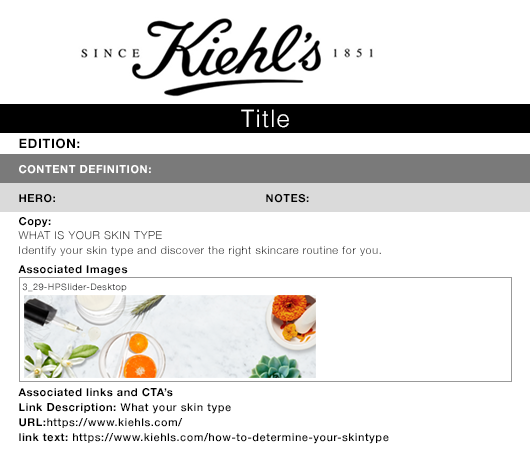 SINCE Kiehl's 1851
Title
EDITION:
CONTENT DEFINITION:
HERO: NOTES:
Copy:
WHAT IS YOUR SKIN TYPE
Identify your skin type and discover the right skincare routine for you.
Associated Images
3_29-HPSlider-Desktop
Associated links and CTA's
Link Description: What your skin type
URL:https://www.kiehls.com/
link text: https://www.kiehls.com/how-to-determine-your-skintype